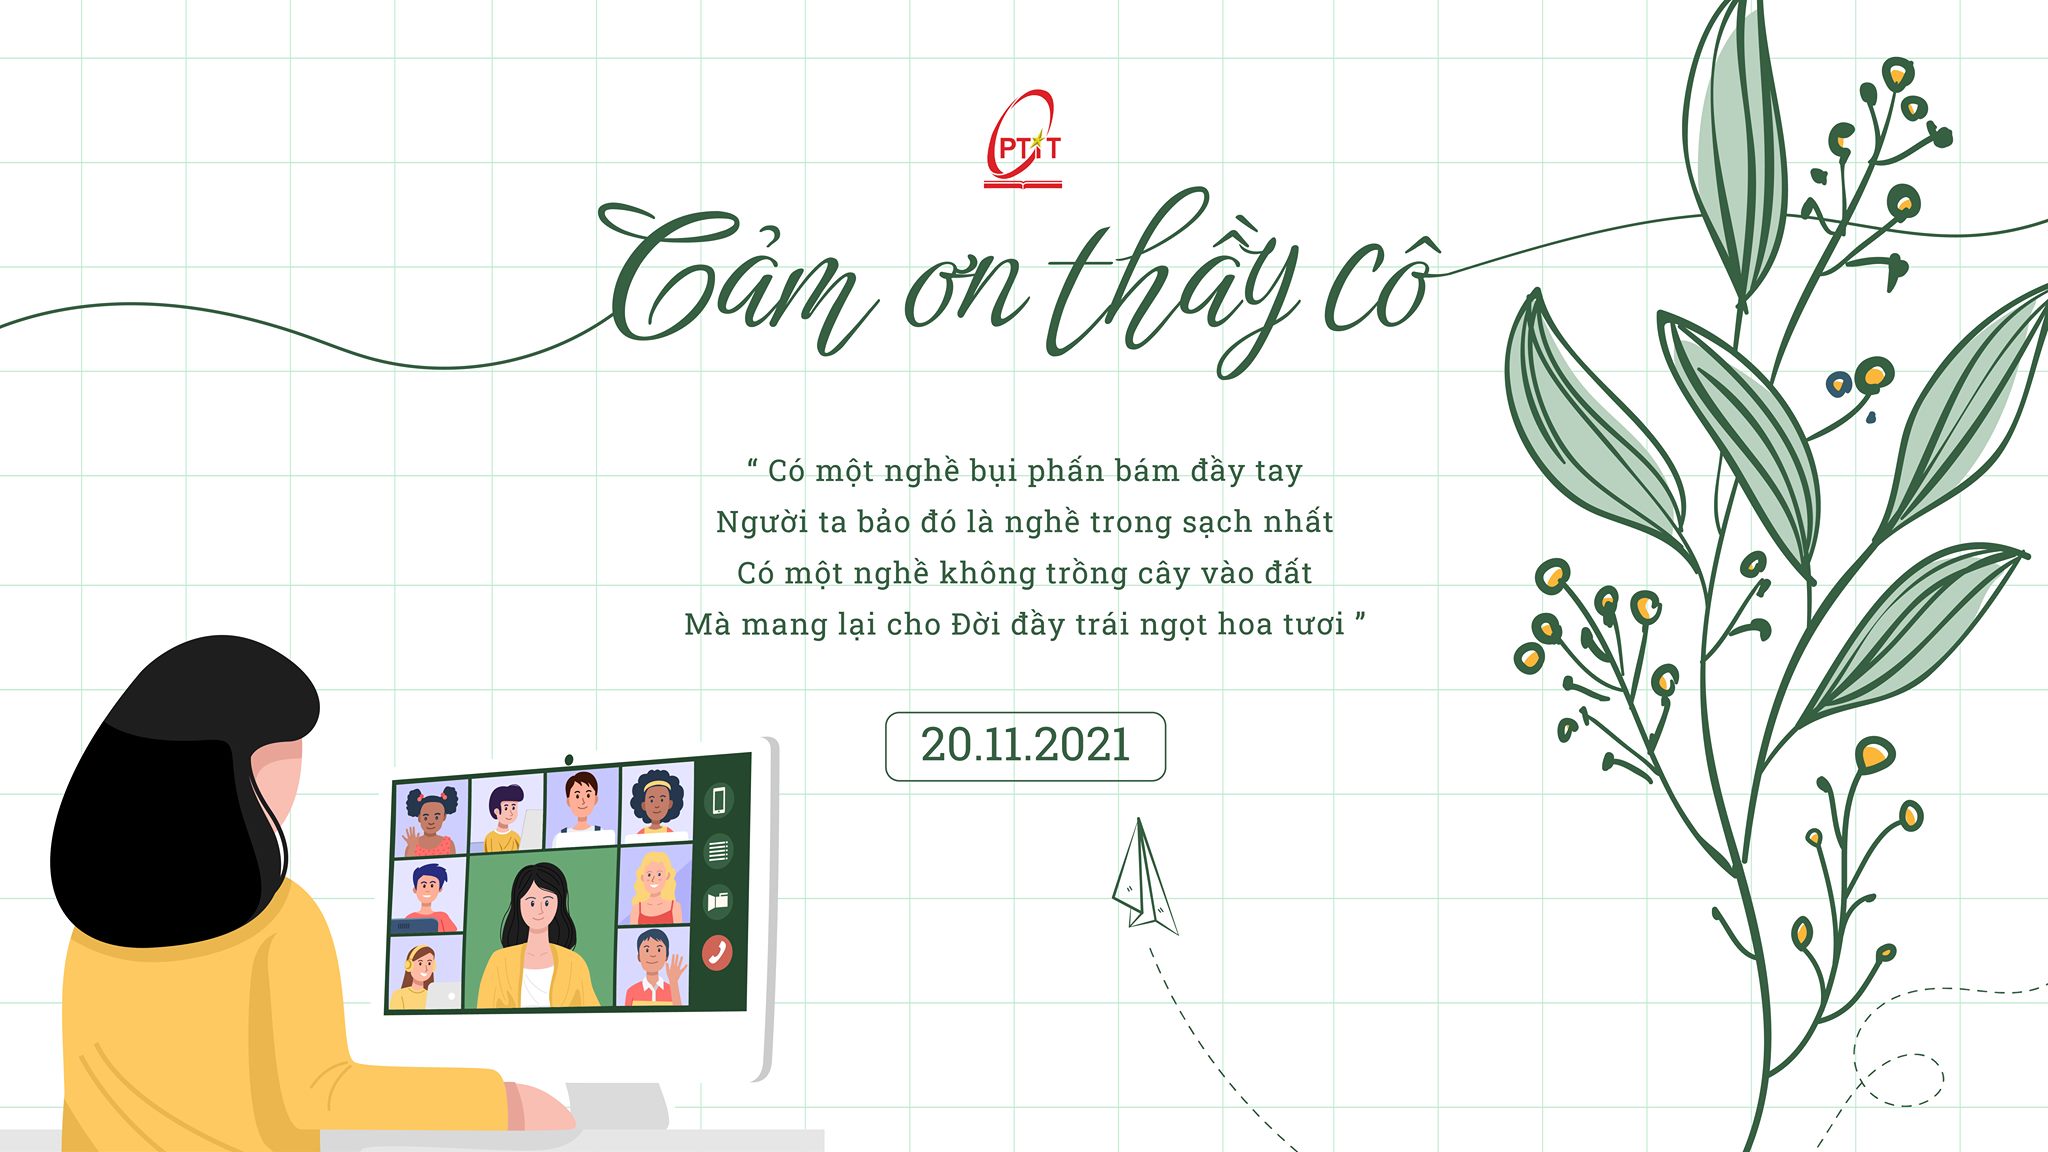 PTIT
Cảm ơn thầy cô
“ Có một nghề bụi phấn bám đầy tay
Người ta bảo đó là nghề trong sạch nhất
Có một nghề không trồng cây vào đất
Mà mang lại cho Đời đầy trái ngọt hoa tươi ”
20.11.2021